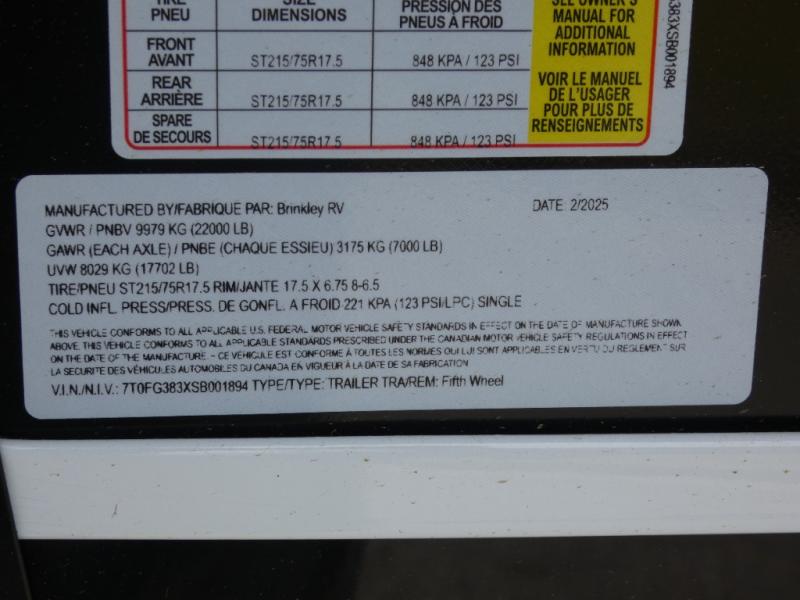 TIRE SIZE PRESSION DES SEE OWNER'S
PNEU DIMENSIONS PNEUS À FROID MANUAL FOR
ADDITIONAL
INFORMATION
FRONT
AVANT ST215/75R17.5 848 KPA / 123 PSI
REAR
ARRIÈRE ST215/75R17.5 848 KPA / 123 PSI
SPARE
DE SECOURS ST215/75R17.5 848 KPA / 123 PSI
VOIR LE MANUEL
DE L'USAGER
POUR PLUS DE
RENSEIGNEMENTS
G383XSB001894
MANUFACTURED BY/FABRIQUE PAR: Brinkley RV DATE: 2/2025
GVWR / PNBV 9979 KG (22000 LB)
GAWR (EACH AXLE) / PNBE (CHAQUE ESSIEU) 3175 KG (7000 LB)
UVW 8029 KG (17702 LB)
TIRE/PNEU ST215/75R17.5 RIM/JANTE 17.5 X 6.75 8-6.5
COLD INFL. PRESS/PRESS. DE GONFL. A FROID 221 KPA (123 PSI/LPC) SINGLE
THIS VEHICLE CONFORMS TO ALL APPLICABLE U.S. FEDERAL MOTOR VEHICLE SAFETY STANDARDS IN EFFECT ON THE DATE OF MANUFACTURE SHOWN
ABOVE. THIS VEHICLE CONFORMS TO ALL APPLICABLE STANDARDS PRESCRIBED UNDER THE CANADIAN MOTOR VEHICLE SAFETY REGULATIONS IN EFFECT
ON THE DATE OF THE MANUFACTURE. - CE VÉHICULE EST CONFORME À TOUTES LES NORMES QUI LUI SONT APPLICABLES EN VERTU DU REGLEMENT SUR
LA SECURITE DES VÉHICULES AUTOMOBILES DU CANADA EN VIGUEUR À LA DATE DE SA FABRICATION
V.I.N./N.I.V.: 7T0FG383XSB001894 TYPE/TYPE: TRAILER TRA/REM: Fifth Wheel